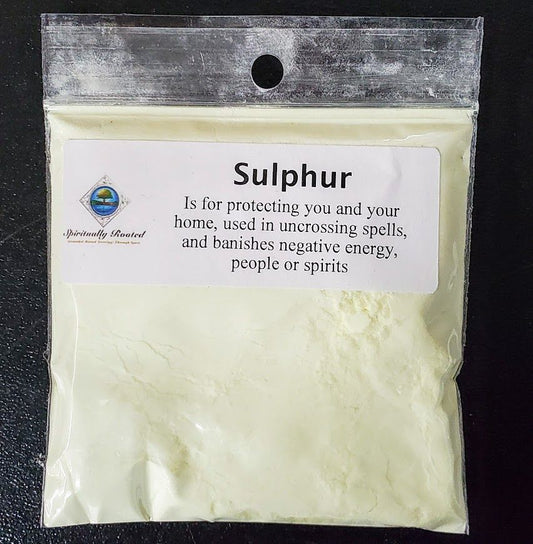 Sulphur
Is for protecting you and your
home, used in uncrossing spells,
and banishes negative energy,
people or spirits
Spiritually Rooted